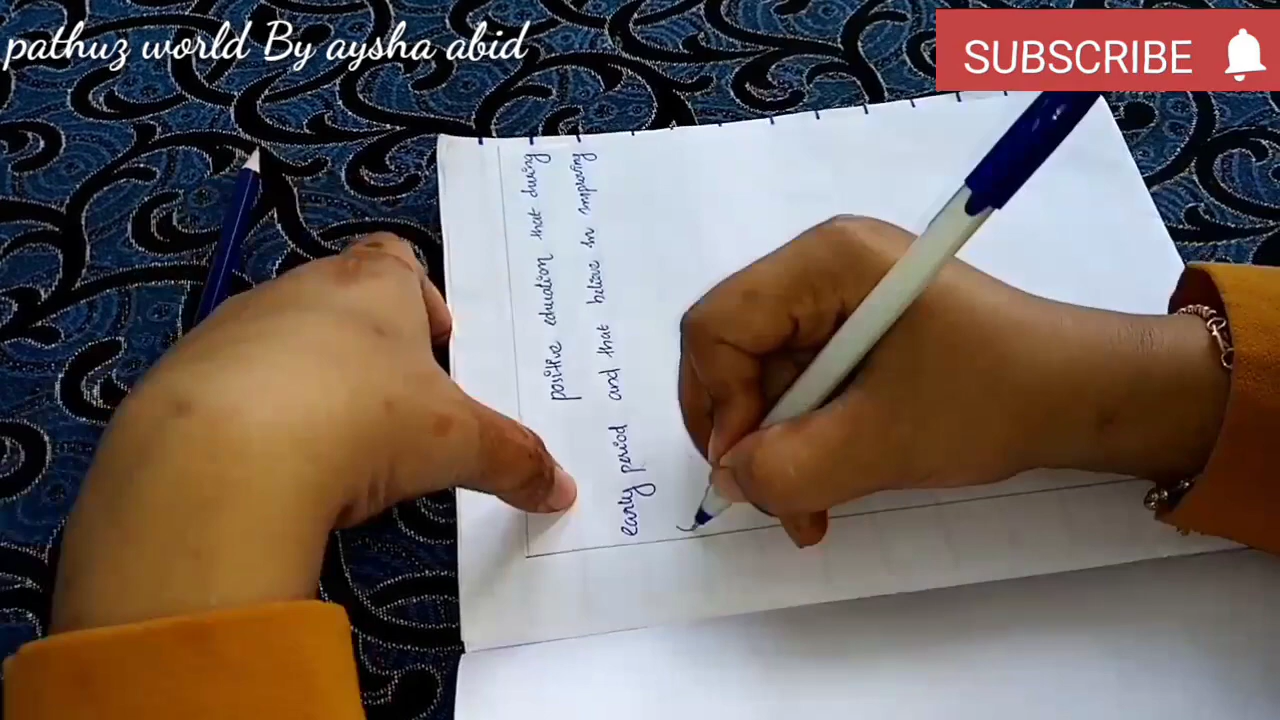 pathuz world By aysha abid
SUBSCRIBE
positive education that during
early period and that believe in improving